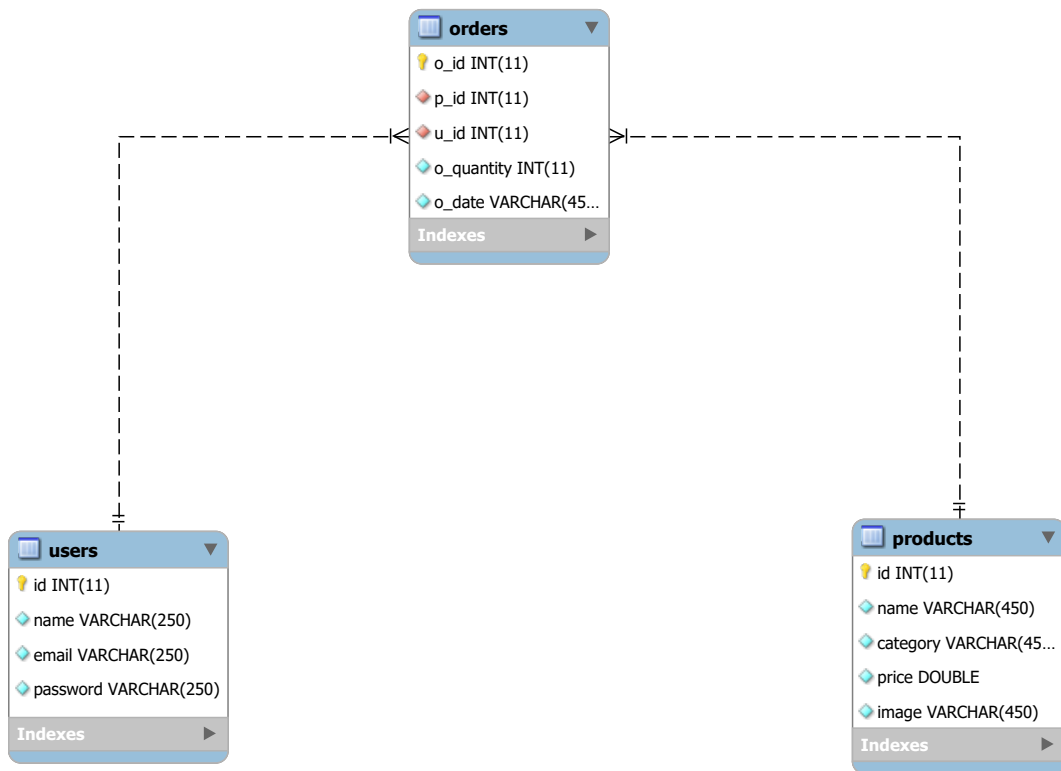 orders
o_id INT(11)
p_id INT(11)
u_id INT(11)
o_quantity INT(11)
o_date VARCHAR(45...
Indexes
users
id INT(11)
name VARCHAR(250)
email VARCHAR(250)
password VARCHAR(250)
Indexes
products
id INT(11)
name VARCHAR(450)
category VARCHAR(45...
price DOUBLE
image VARCHAR(450)
Indexes